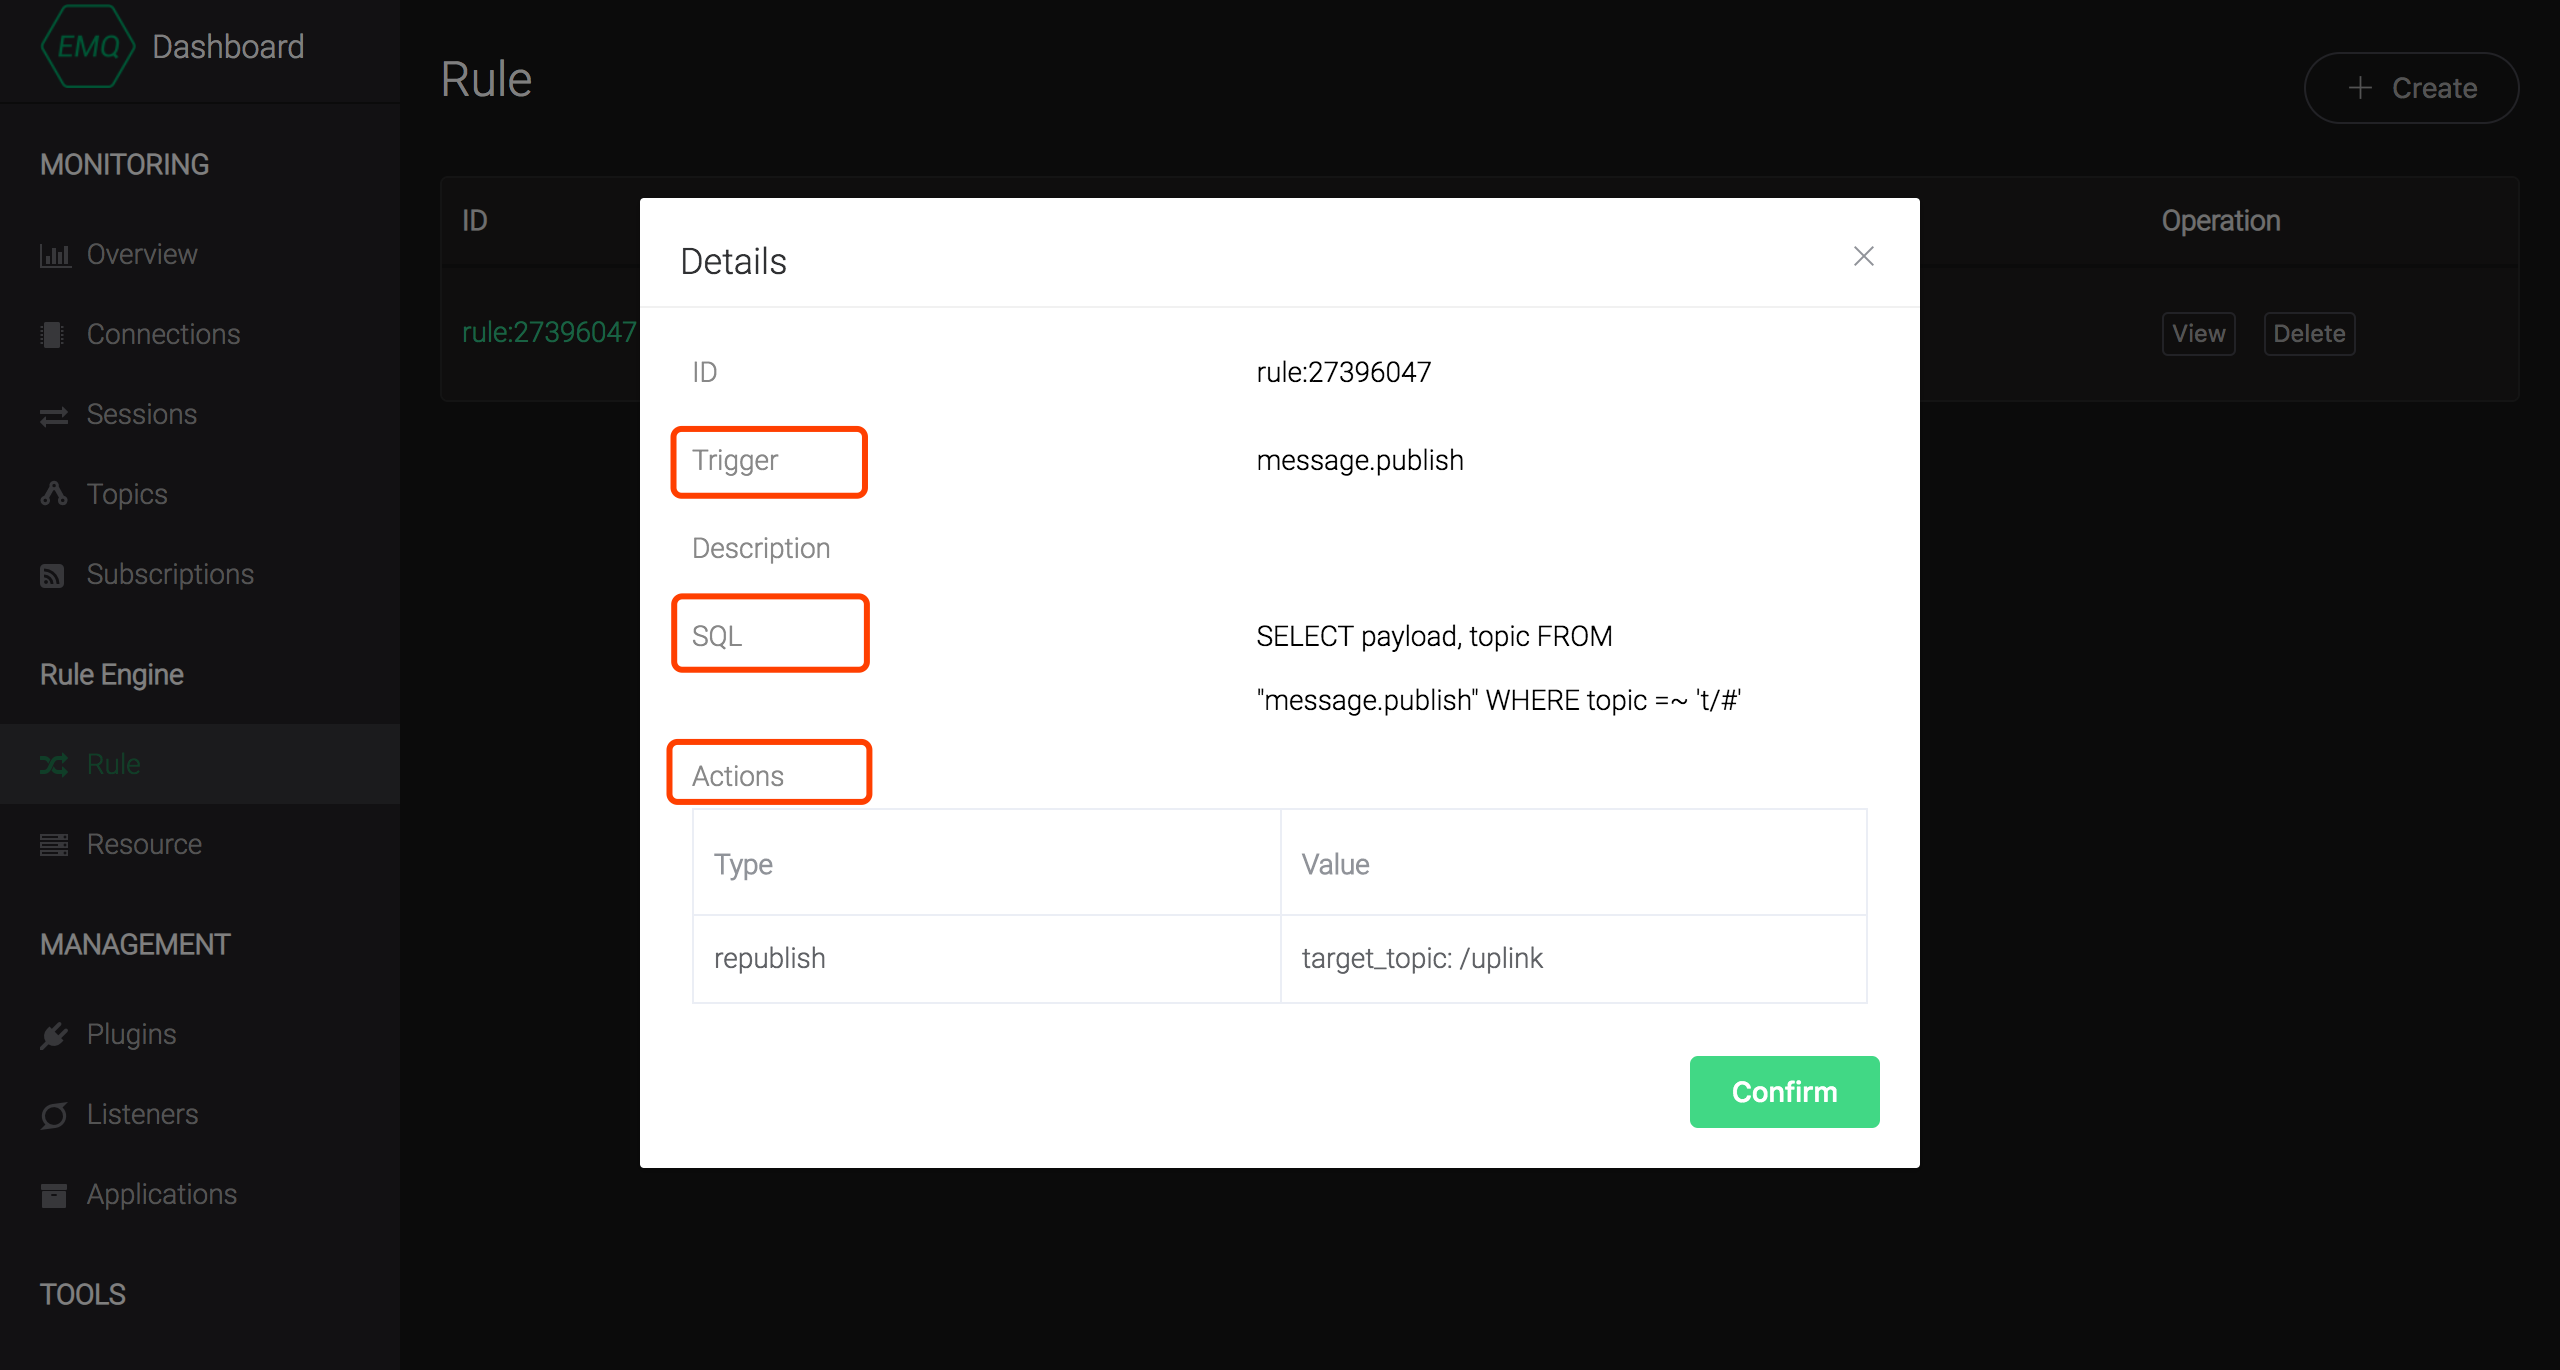 EMQ Dashboard
MONITORING
Overview
Connections
Sessions
Topics
Subscriptions
Rule Engine
Rule
Resource
MANAGEMENT
Plugins
Listeners
Applications
TOOLS
Rule
+ Create
ID Operation
rule:27396047 View Delete
Details
ID rule:27396047
Trigger message.publish
Description
SQL SELECT payload, topic FROM
"message.publish" WHERE topic =~ 't/#'
Actions
Type Value
republish target_topic: /uplink
Confirm